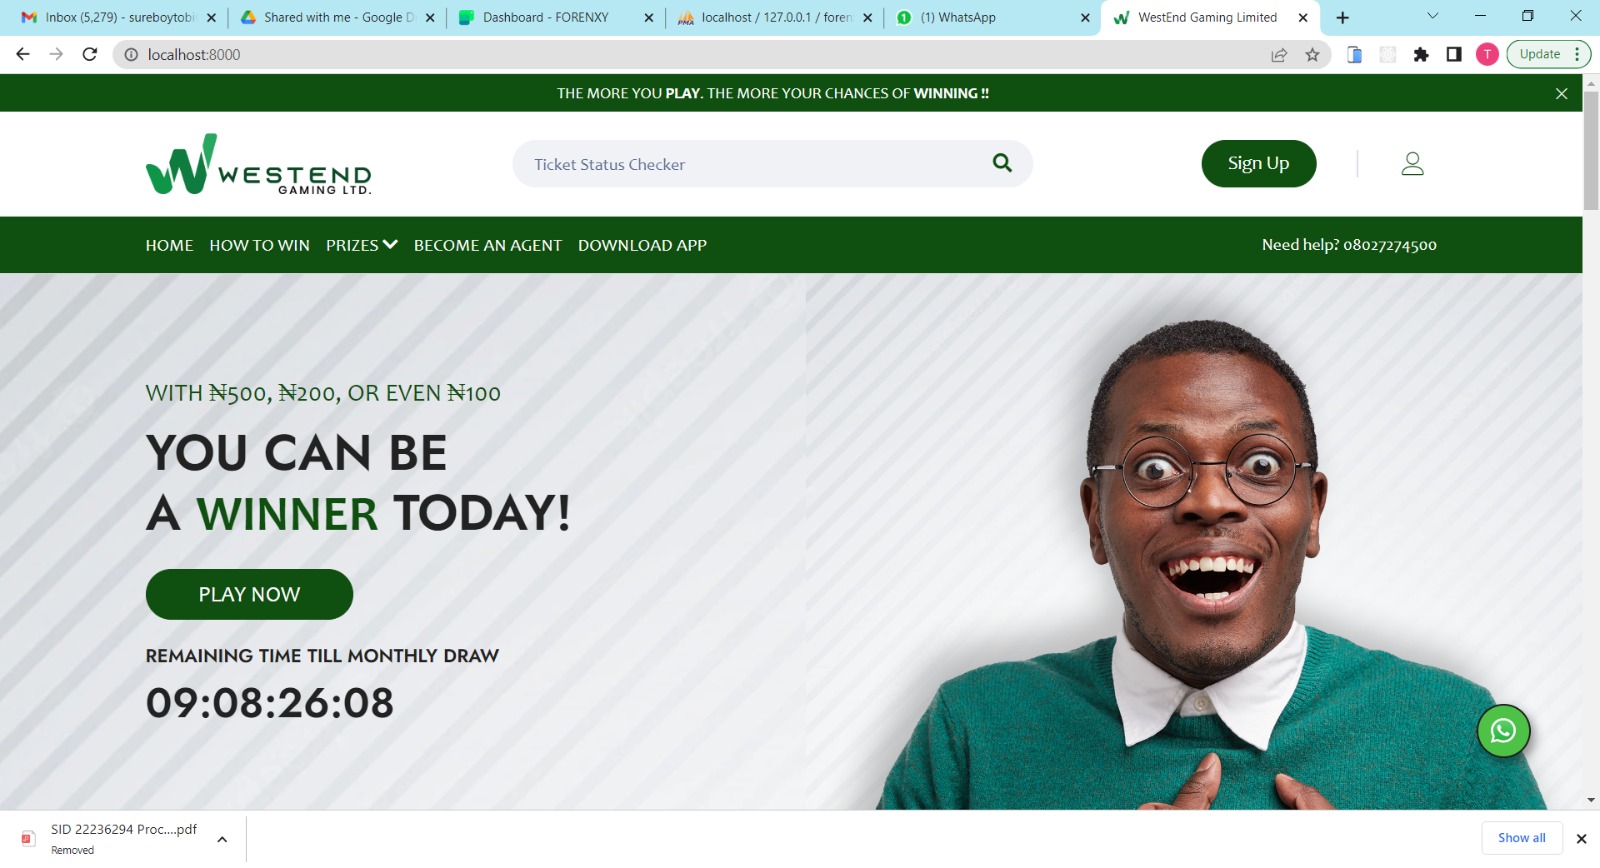 Inbox (5,279) - sureboytobi
Shared with me - Google D
Dashboard - FORENXY
localhost / 127.0.0.1 / foren
(1) WhatsApp
WestEnd Gaming Limited
localhost:8000
T
Update
THE MORE YOU PLAY. THE MORE YOUR CHANCES OF WINNING !!
WESTEND
GAMING LTD.
Ticket Status Checker
Sign Up
HOME HOW TO WIN PRIZES BECOME AN AGENT DOWNLOAD APP
Need help? 08027274500
WITH ₦500, ₦200, OR EVEN ₦100
YOU CAN BE
A WINNER TODAY!
PLAY NOW
REMAINING TIME TILL MONTHLY DRAW
09:08:26:08
SID 22236294 Proc....pdf
Removed
Show all